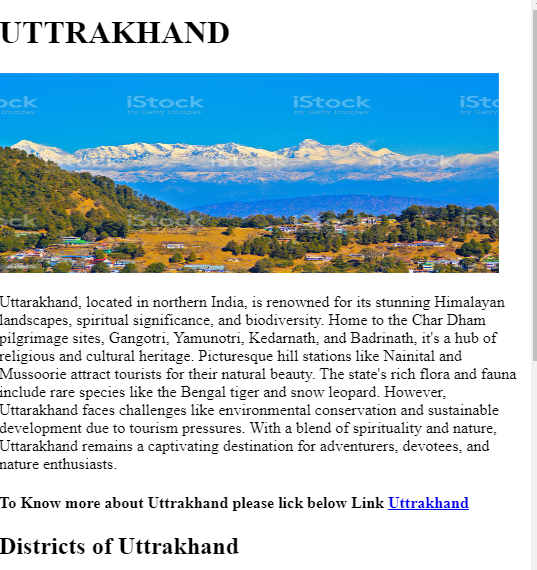 UTTRAKHAND
ock iStock iStock iSto
by Getty Images by Getty Images
iStock
ock iStock iStock iSto
Uttarakhand, located in northern India, is renowned for its stunning Himalayan
landscapes, spiritual significance, and biodiversity. Home to the Char Dham
pilgrimage sites, Gangotri, Yamunotri, Kedarnath, and Badrinath, it's a hub of
religious and cultural heritage. Picturesque hill stations like Nainital and
Mussoorie attract tourists for their natural beauty. The state's rich flora and fauna
include rare species like the Bengal tiger and snow leopard. However,
Uttarakhand faces challenges like environmental conservation and sustainable
development due to tourism pressures. With a blend of spirituality and nature,
Uttarakhand remains a captivating destination for adventurers, devotees, and
nature enthusiasts.
To Know more about Uttrakhand please lick below Link Uttrakhand
Districts of Uttrakhand